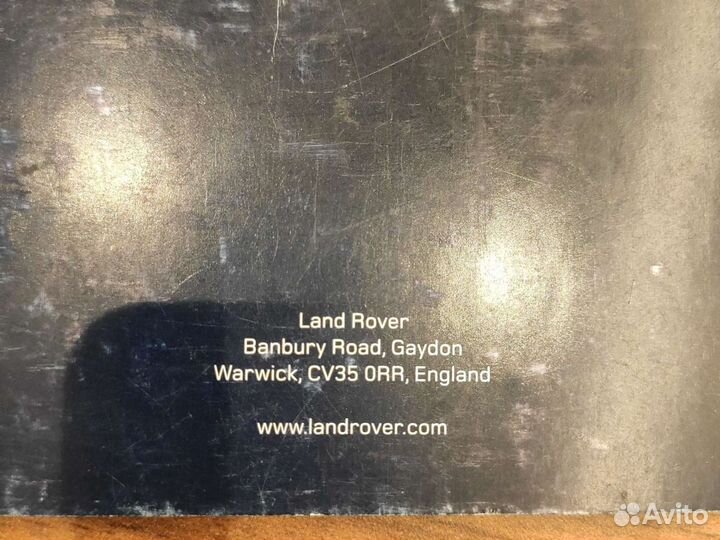 Land Rover
Banbury Road, Gaydon
Warwick, CV35 0RR, England
www.landrover.com
Avito